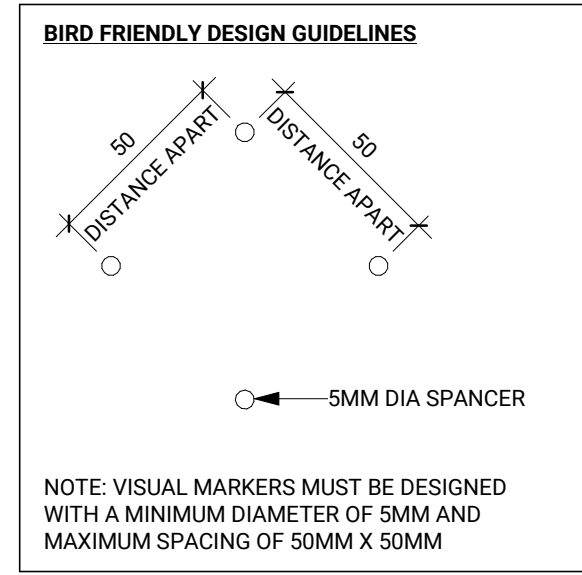 BIRD FRIENDLY DESIGN GUIDELINES
50
DISTANCE APART
50
DISTANCE APART
5MM DIA SPANCER
NOTE: VISUAL MARKERS MUST BE DESIGNED
WITH A MINIMUM DIAMETER OF 5MM AND
MAXIMUM SPACING OF 50MM X 50MM